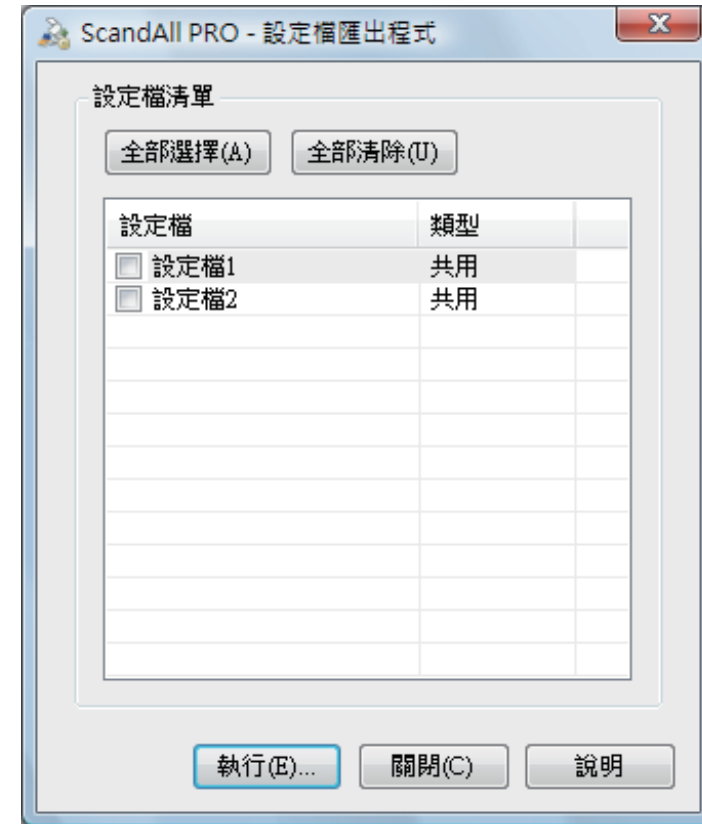 ScandAll PRO - 設定檔匯出程式
設定檔清單
全部選擇(A) 全部清除(U)
設定檔 類型
設定檔1 共用
設定檔2 共用
執行(E)... 關閉(C) 說明